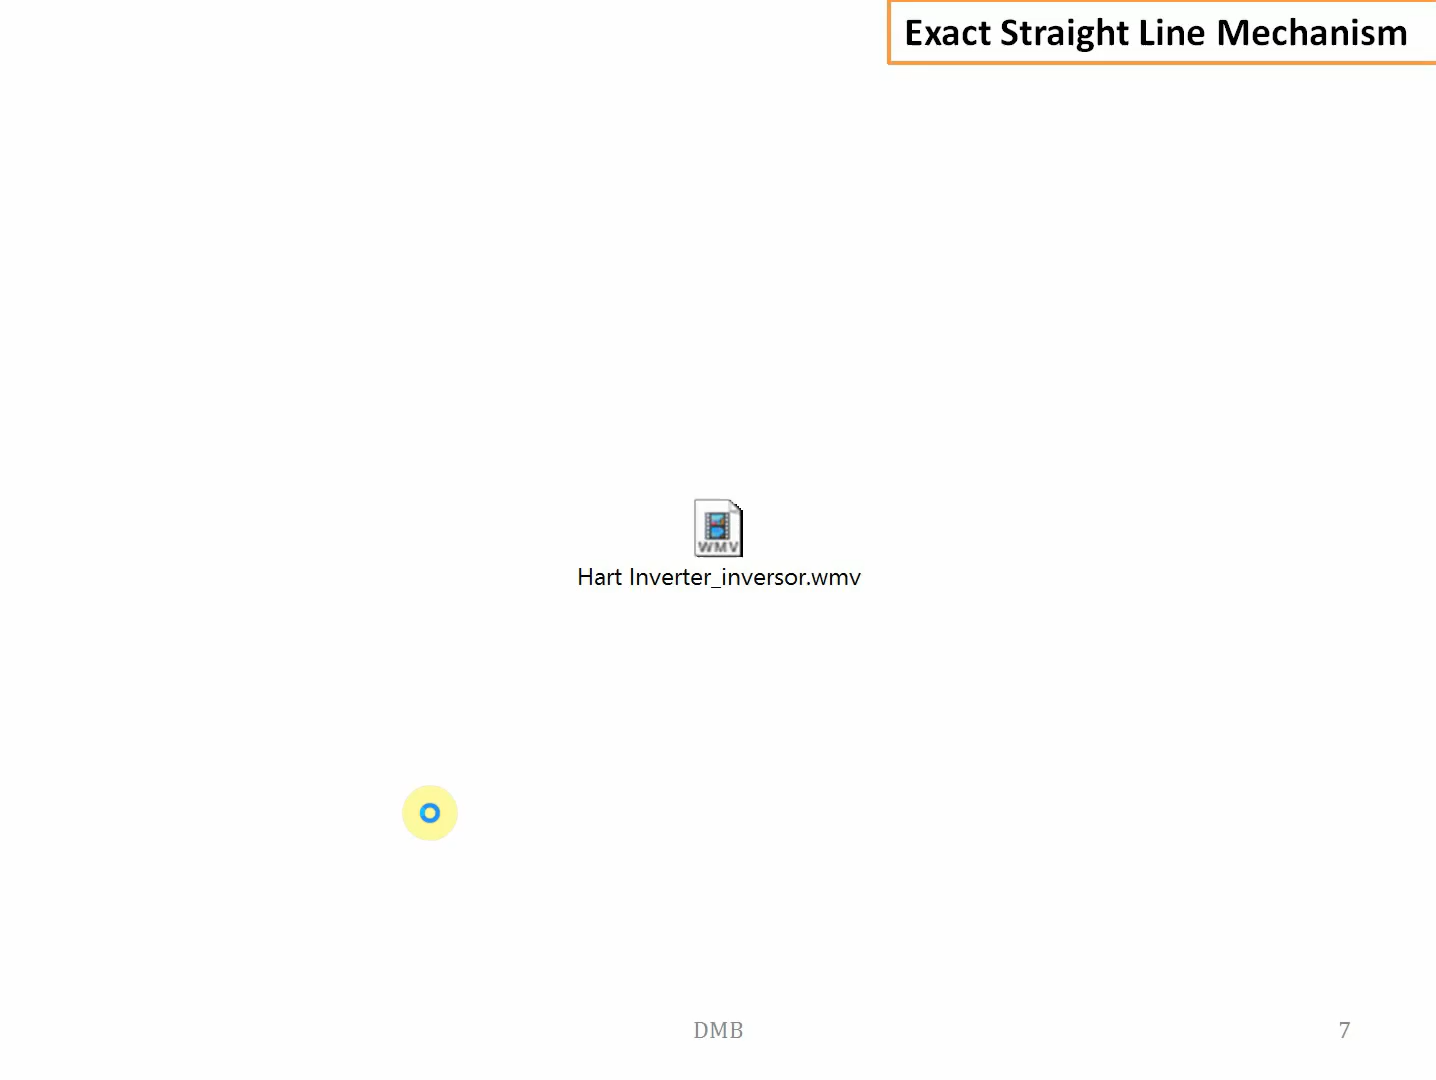 Exact Straight Line Mechanism
WMV
Hart Inverter_inversor.wmv
DMB
7